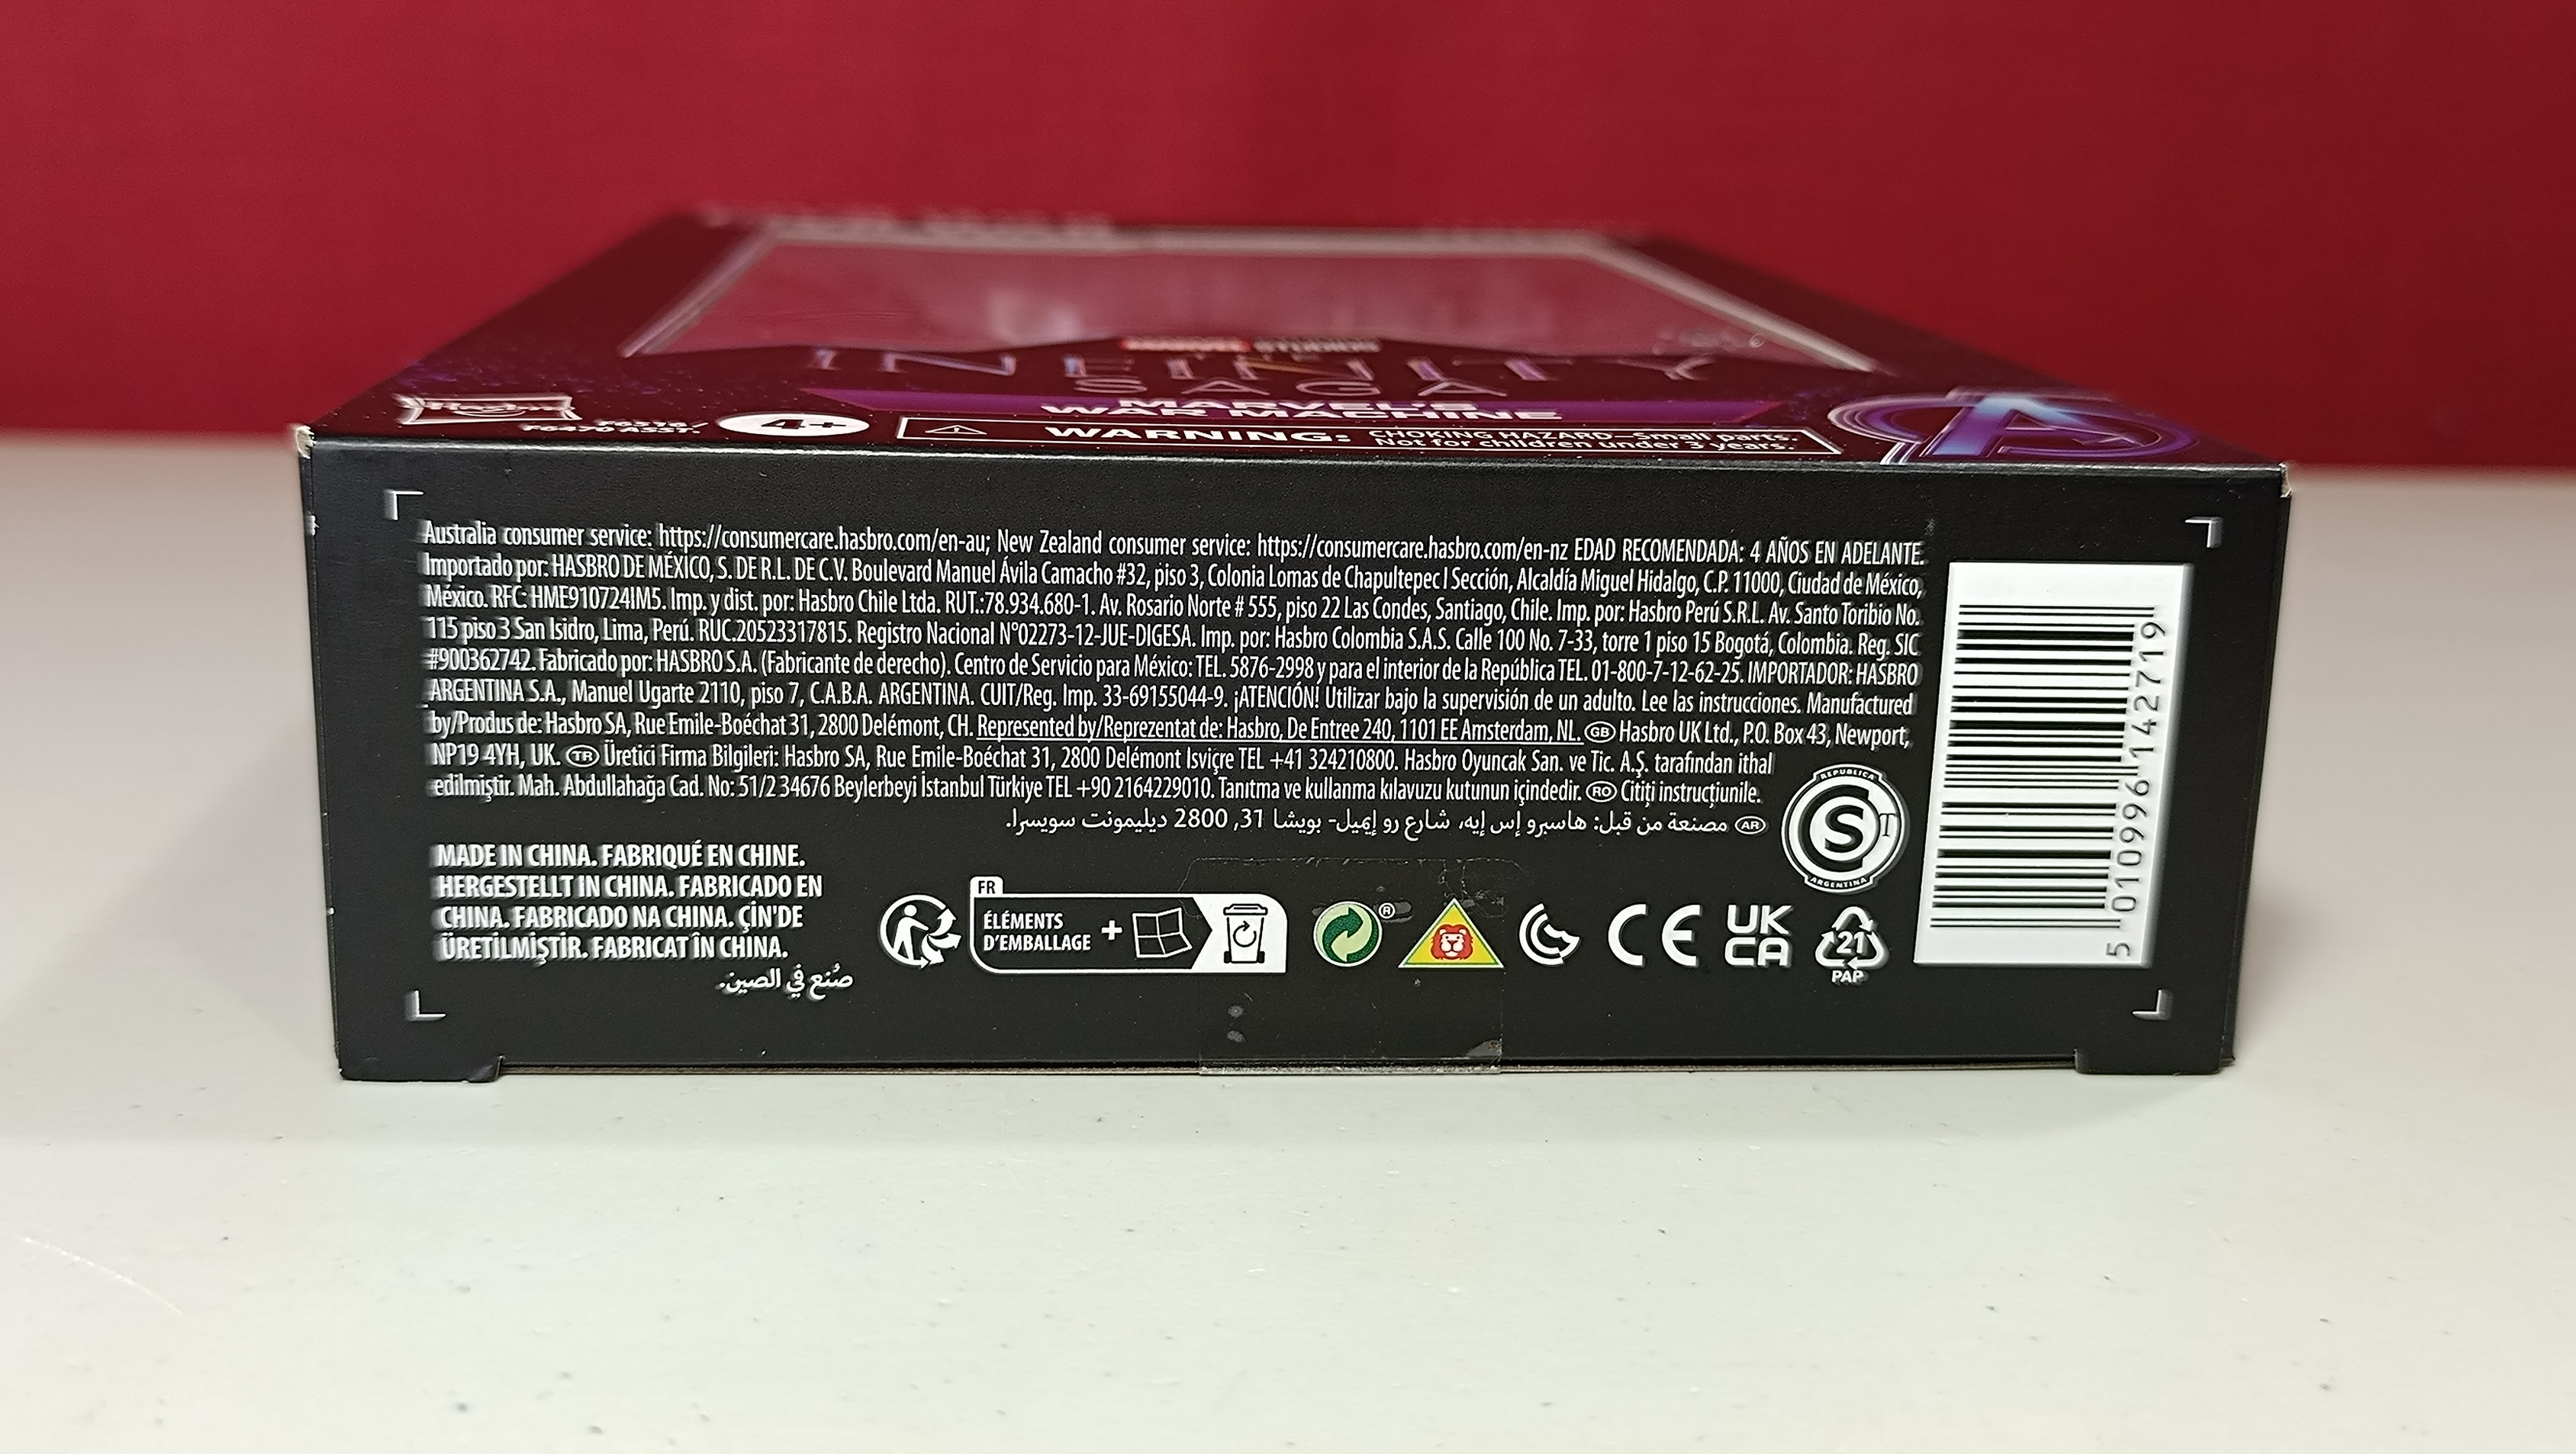 MARVEL STUDIOS
THE
INFINITY
SAGA
MARVEL'S
WAR MACHINE
Hasbro
F6470 ASST.
4+
WARNING: CHOKING HAZARD–Small parts.
Not for children under 3 years.
Australia consumer service: https://consumercare.hasbro.com/en-au; New Zealand consumer service: https://consumercare.hasbro.com/en-nz EDAD RECOMENDADA: 4 AÑOS EN ADELANTE.
Importado por: HASBRO DE MÉXICO, S. DE R.L. DE C.V. Boulevard Manuel Ávila Camacho #32, piso 3, Colonia Lomas de Chapultepec I Sección, Alcaldía Miguel Hidalgo, C.P. 11000, Ciudad de México,
México. RFC: HME910724IM5. Imp. y dist. por: Hasbro Chile Ltda. RUT.:78.934.680-1. Av. Rosario Norte # 555, piso 22 Las Condes, Santiago, Chile. Imp. por: Hasbro Perú S.R.L. Av. Santo Toribio No.
115 piso 3 San Isidro, Lima, Perú. RUC.20523317815. Registro Nacional N°02273-12-JUE-DIGESA. Imp. por: Hasbro Colombia S.A.S. Calle 100 No. 7-33, torre 1 piso 15 Bogotá, Colombia. Reg. SIC
#900362742. Fabricado por: HASBRO S.A. (Fabricante de derecho). Centro de Servicio para México: TEL. 5876-2998 y para el interior de la República TEL. 01-800-7-12-62-25. IMPORTADOR: HASBRO
ARGENTINA S.A., Manuel Ugarte 2110, piso 7, C.A.B.A. ARGENTINA. CUIT/Reg. Imp. 33-69155044-9. ¡ATENCIÓN! Utilizar bajo la supervisión de un adulto. Lee las instrucciones. Manufactured
by/Produs de: Hasbro SA, Rue Emile-Boéchat 31, 2800 Delémont, CH. Represented by/Reprezentat de: Hasbro, De Entree 240, 1101 EE Amsterdam, NL. GB Hasbro UK Ltd., P.O. Box 43, Newport,
NP19 4YH, UK. TR Üretici Firma Bilgileri: Hasbro SA, Rue Emile-Boéchat 31, 2800 Delémont Isviçre TEL +41 324210800. Hasbro Oyuncak San. ve Tic. A.Ş. tarafından ithal
edilmiştir. Mah. Abdullahağa Cad. No: 51/2 34676 Beylerbeyi İstanbul Türkiye TEL +90 2164229010. Tanıtma ve kullanma kılavuzu kutunun içindedir. RO Citiți instrucțiunile.
AR مصنعة من قبل: هاسبرو إس إيه، شارع رو إيميل- بويشا 31, 2800 ديليمونت سويسرا.
MADE IN CHINA. FABRIQUÉ EN CHINE.
HERGESTELLT IN CHINA. FABRICADO EN
CHINA. FABRICADO NA CHINA. ÇİN'DE
ÜRETİLMİŞTİR. FABRICAT ÎN CHINA.
صُنع في الصين.
FR
ÉLÉMENTS
D'EMBALLAGE
+
®
CE
UK
CA
21
PAP
REPUBLICA
S T
ARGENTINA
5 010996 142719